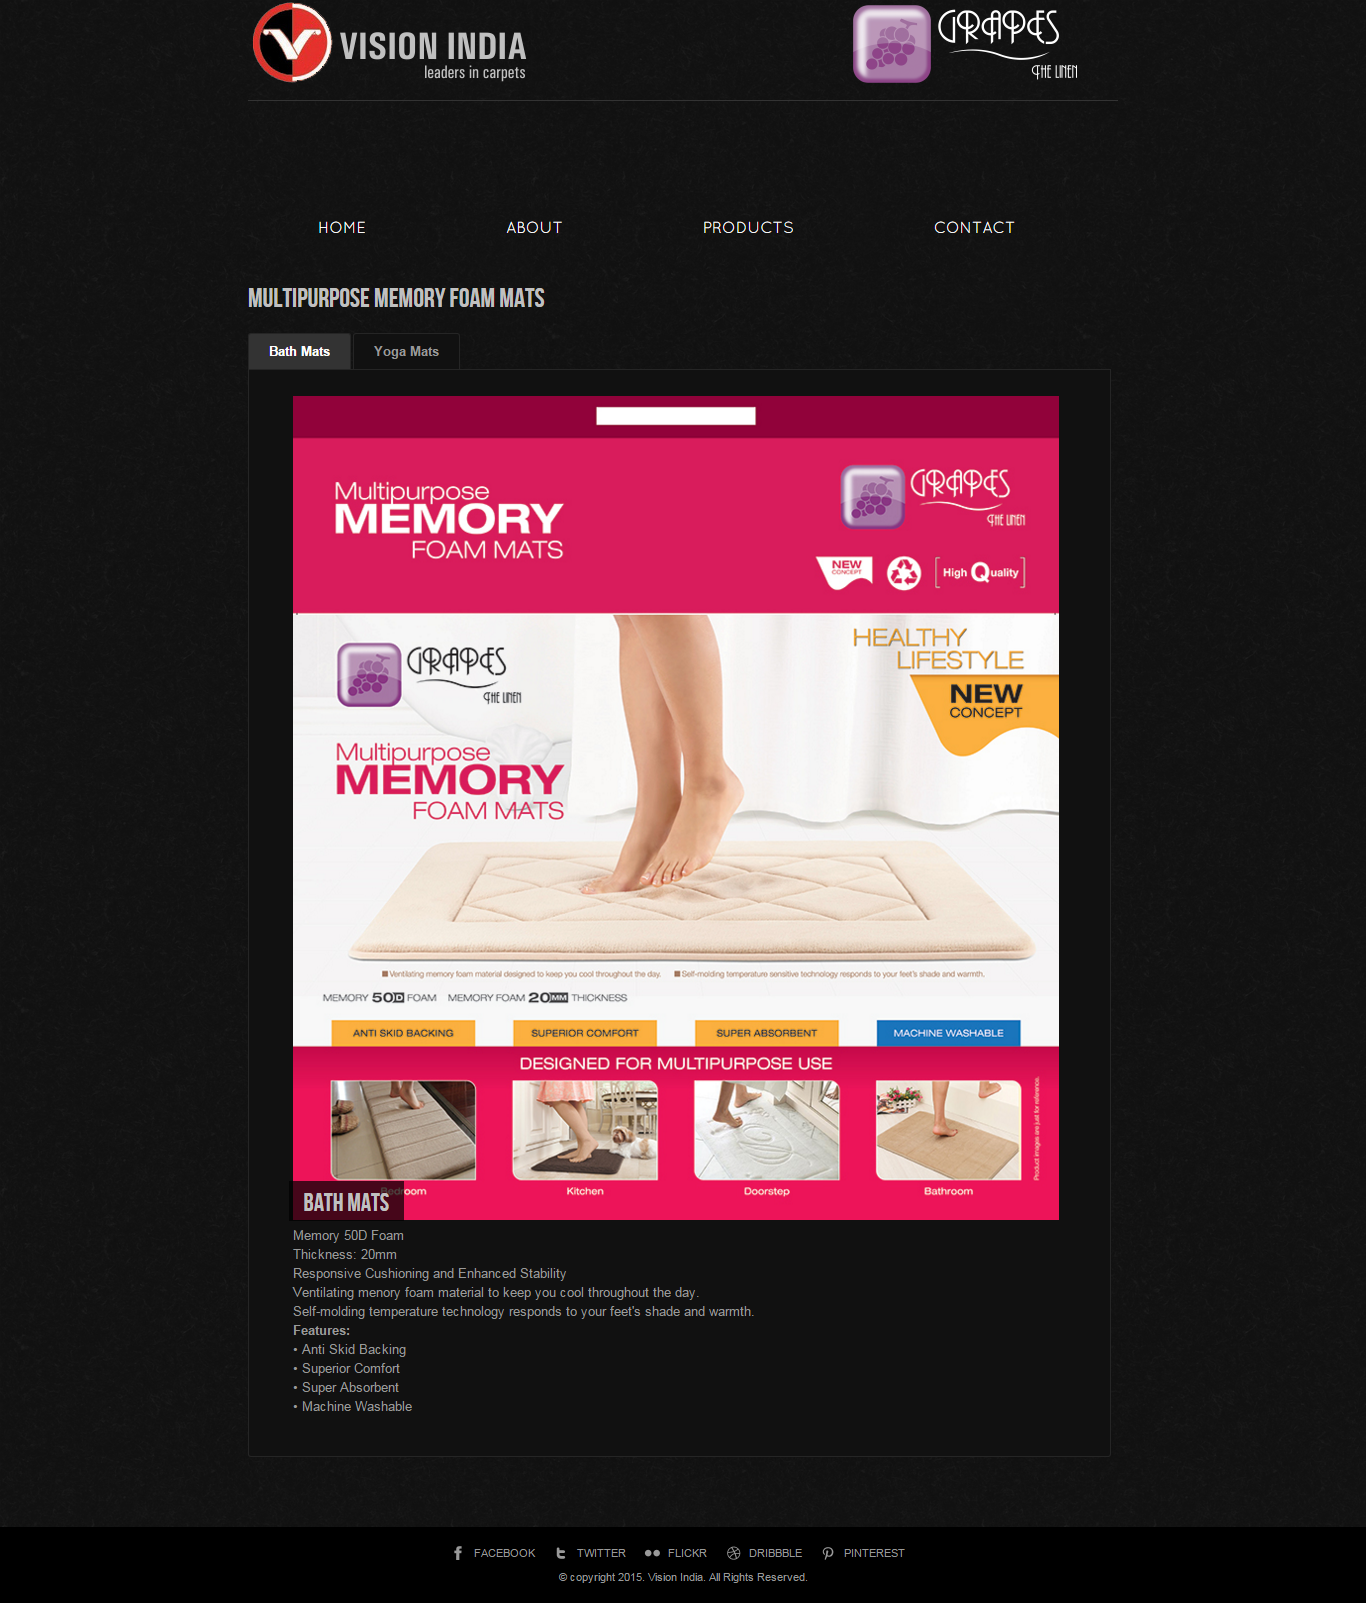 VISION INDIA
leaders in carpets
GRAPES
THE LINEN
HOME ABOUT PRODUCTS CONTACT
MULTIPURPOSE MEMORY FOAM MATS
Bath Mats Yoga Mats
Multipurpose
MEMORY
FOAM MATS
GRAPES
THE LINEN
NEW
CONCEPT
High Quality
GRAPES
THE LINEN
HEALTHY
LIFESTYLE
NEW
CONCEPT
Multipurpose
MEMORY
FOAM MATS
Ventilating memory foam material designed to keep you cool throughout the day. Self-molding temperature sensitive technology responds to your feet's shade and warmth.
MEMORY 50D FOAM MEMORY FOAM 20MM THICKNESS
ANTI SKID BACKING SUPERIOR COMFORT SUPER ABSORBENT MACHINE WASHABLE
DESIGNED FOR MULTIPURPOSE USE
Product images are just for reference.
Bedroom Kitchen Doorstep Bathroom
BATH MATS
Memory 50D Foam
Thickness: 20mm
Responsive Cushioning and Enhanced Stability
Ventilating menory foam material to keep you cool throughout the day.
Self-molding temperature technology responds to your feet's shade and warmth.
Features:
• Anti Skid Backing
• Superior Comfort
• Super Absorbent
• Machine Washable
FACEBOOK TWITTER FLICKR DRIBBBLE PINTEREST
© copyright 2015. Vision India. All Rights Reserved.